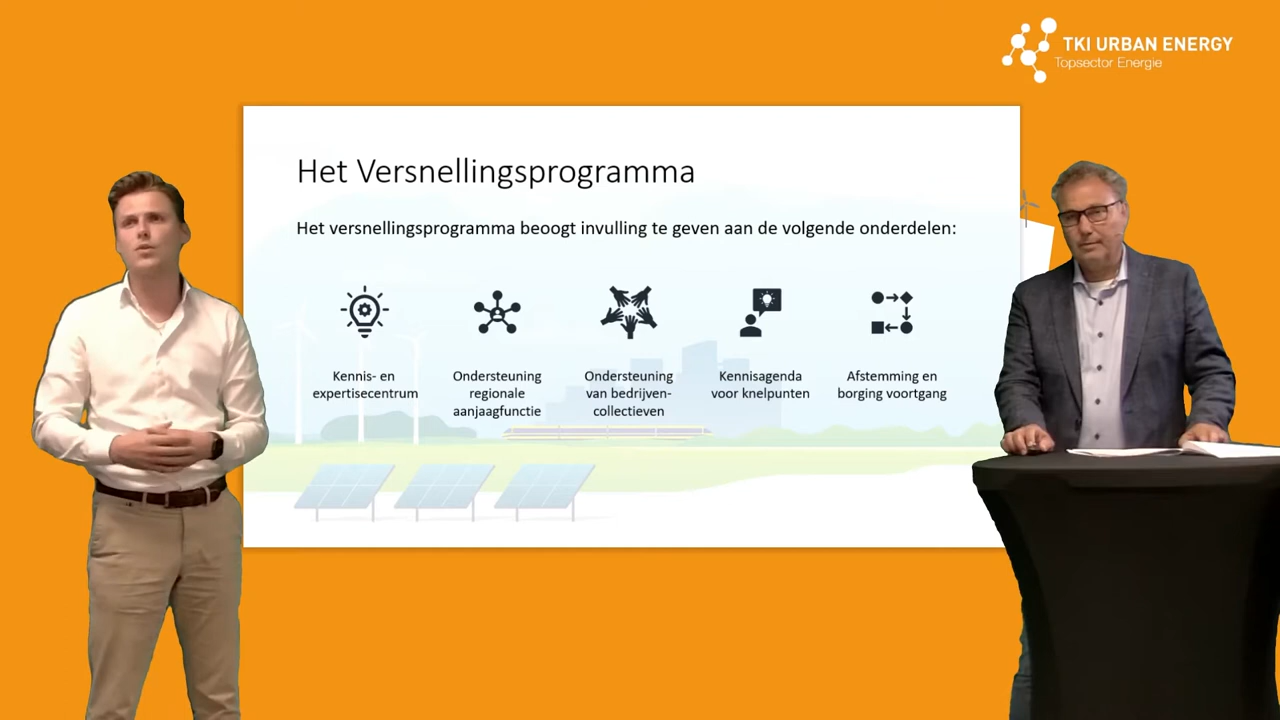 TKI URBAN ENERGY
Topsector Energie
Het Versnellingsprogramma
Het versnellingsprogramma beoogt invulling te geven aan de volgende onderdelen:
Kennis- en
expertisecentrum
Ondersteuning
regionale
aanjaagfunctie
Ondersteuning
van bedrijven-
collectieven
Kennisagenda
voor knelpunten
Afstemming en
borging voortgang